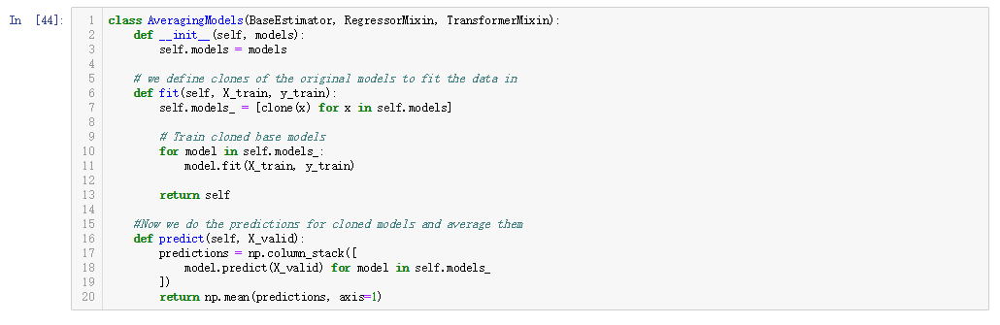 In [44]:
1 class AveragingModels(BaseEstimator, RegressorMixin, TransformerMixin):
2     def __init__(self, models):
3         self.models = models
4
5     # we define clones of the original models to fit the data in
6     def fit(self, X_train, y_train):
7         self.models_ = [clone(x) for x in self.models]
8
9         # Train cloned base models
10         for model in self.models_:
11             model.fit(X_train, y_train)
12
13         return self
14
15     #Now we do the predictions for cloned models and average them
16     def predict(self, X_valid):
17         predictions = np.column_stack([
18             model.predict(X_valid) for model in self.models_
19         ])
20         return np.mean(predictions, axis=1)